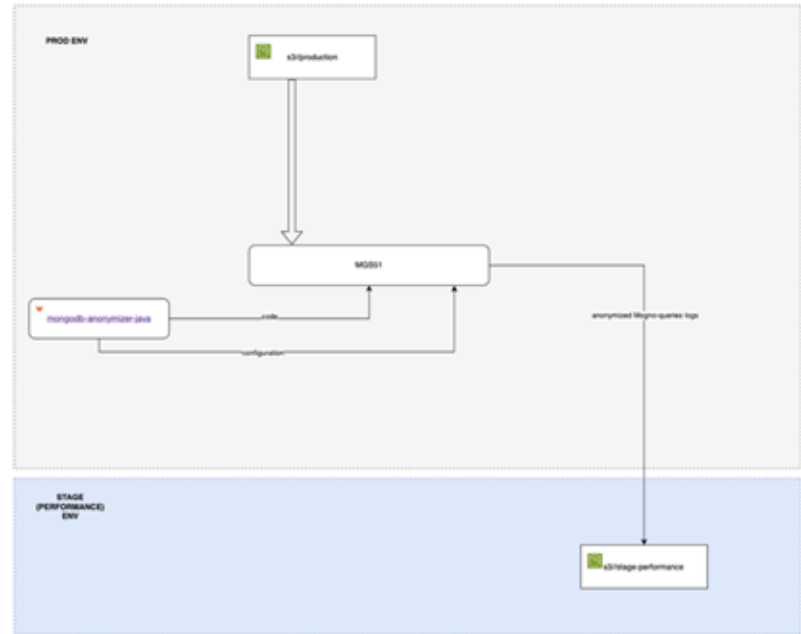 PROD ENV
s3//production
MGS51
mongodb-anonymizer-java
code
configuration
anonymized Mogno-queries-logs
STAGE
(PERFORMANCE)
ENV
s3//stage-performance